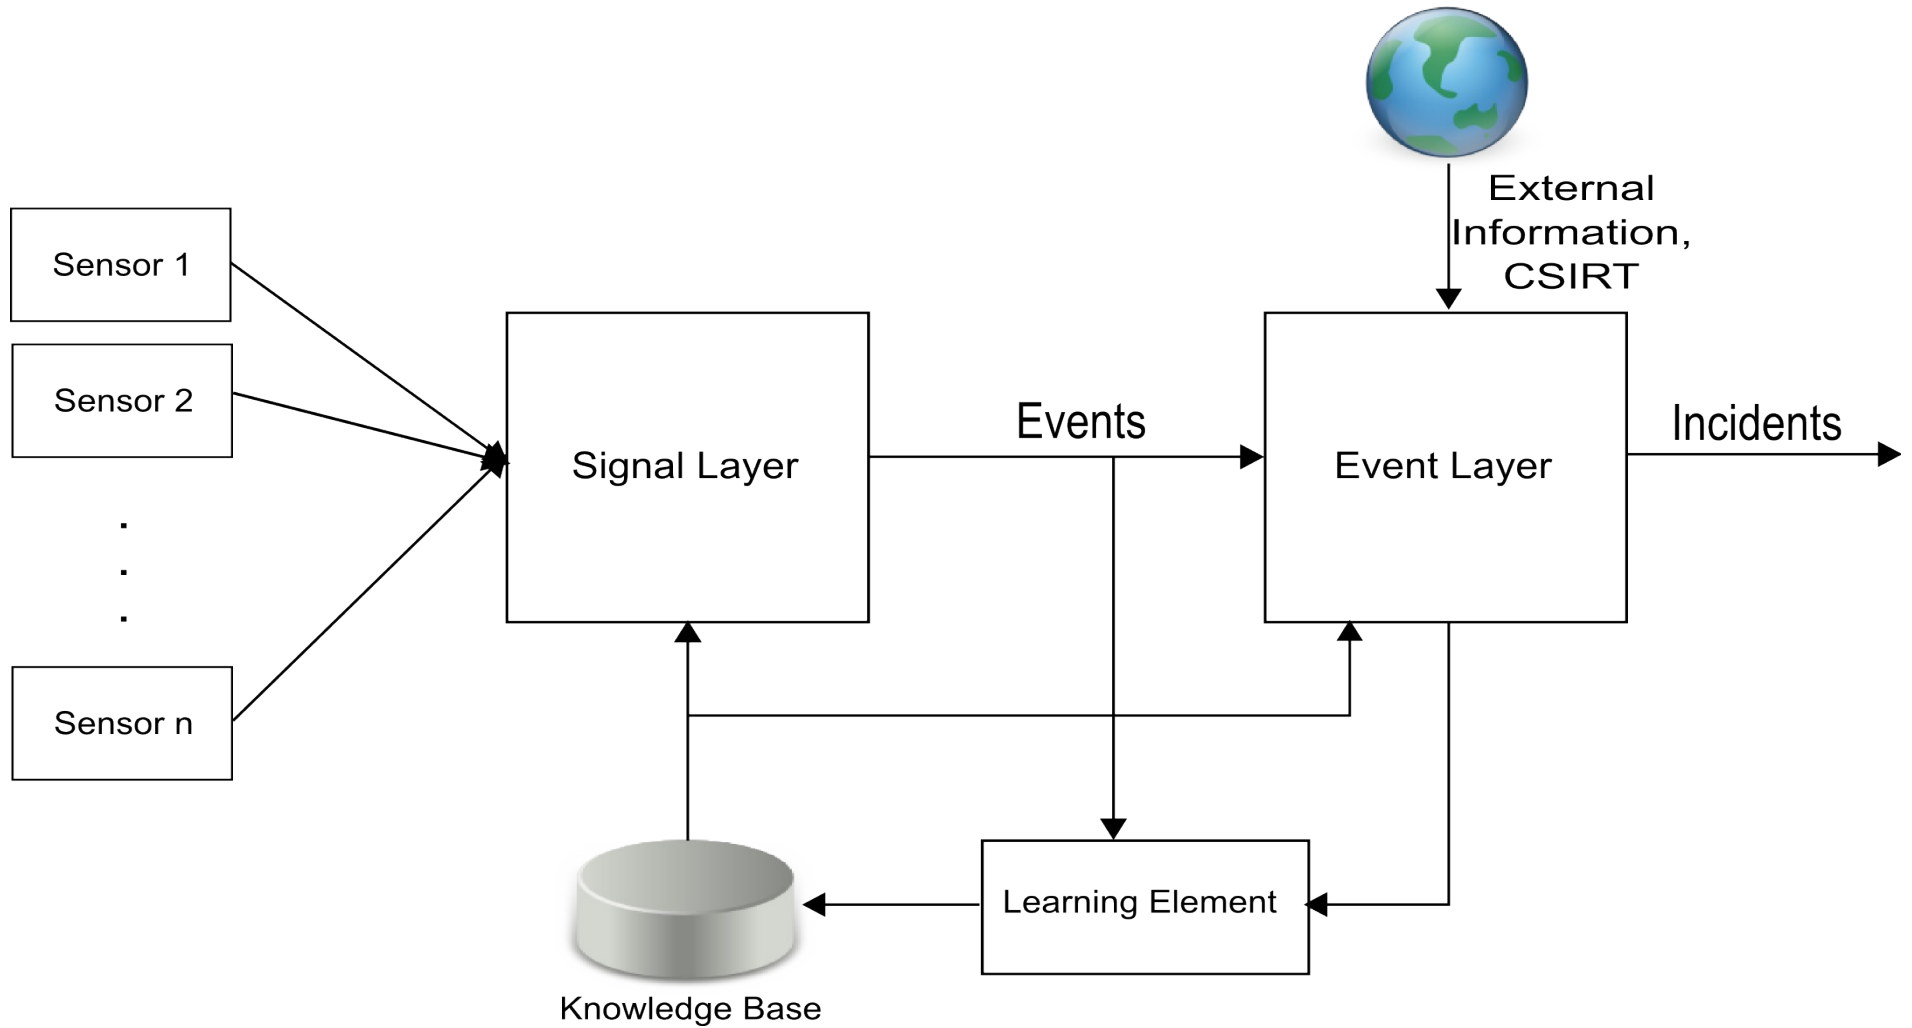 External
Information,
CSIRT
Sensor 1
Sensor 2
.
.
.
Sensor n
Signal Layer
Events
Event Layer
Incidents
Learning Element
Knowledge Base